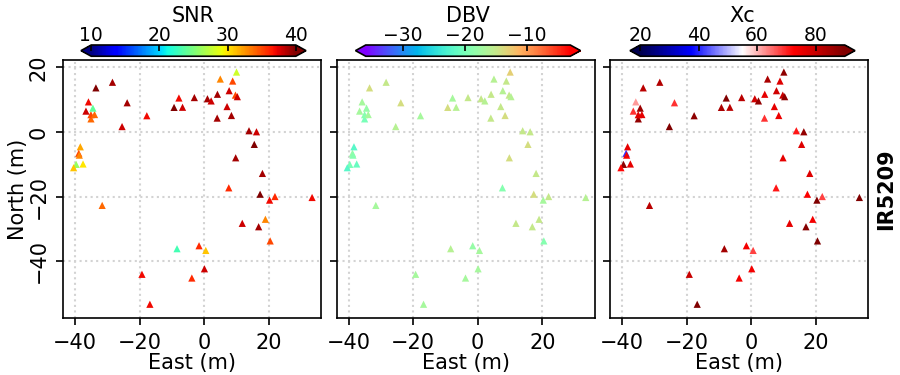 SNR DBV Xc
10 20 30 40 −30 −20 −10 20 40 60 80
20
0
−20
−40
North (m)
−40 −20 0 20 −40 −20 0 20 −40 −20 0 20
East (m) East (m) East (m)
IR5209